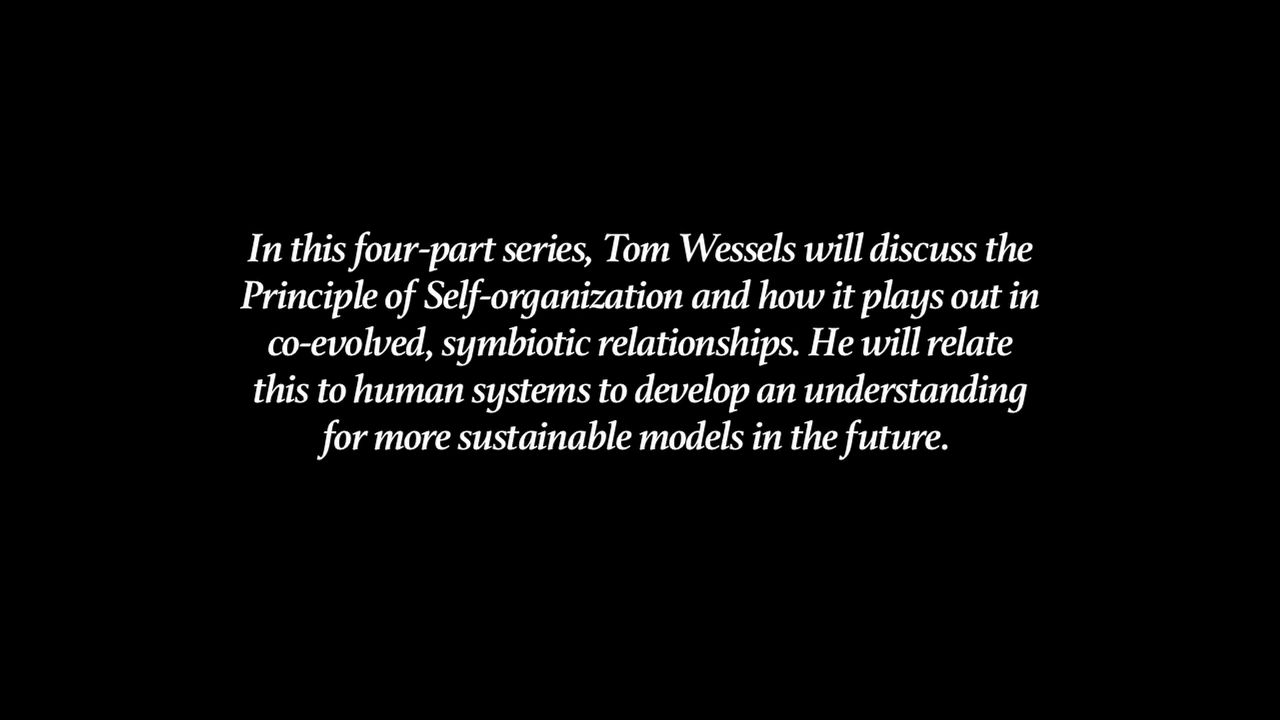 In this four-part series, Tom Wessels will discuss the
Principle of Self-organization and how it plays out in
co-evolved, symbiotic relationships. He will relate
this to human systems to develop an understanding
for more sustainable models in the future.